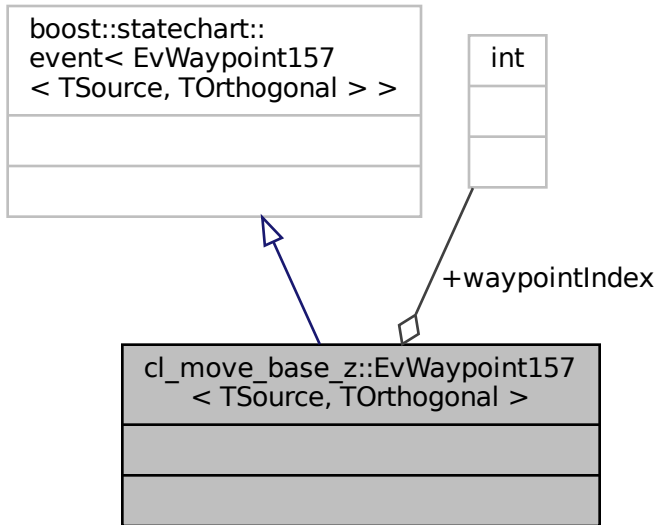 boost::statechart::
event< EvWaypoint157
< TSource, TOrthogonal > >
int
+waypointIndex
cl_move_base_z::EvWaypoint157
< TSource, TOrthogonal >